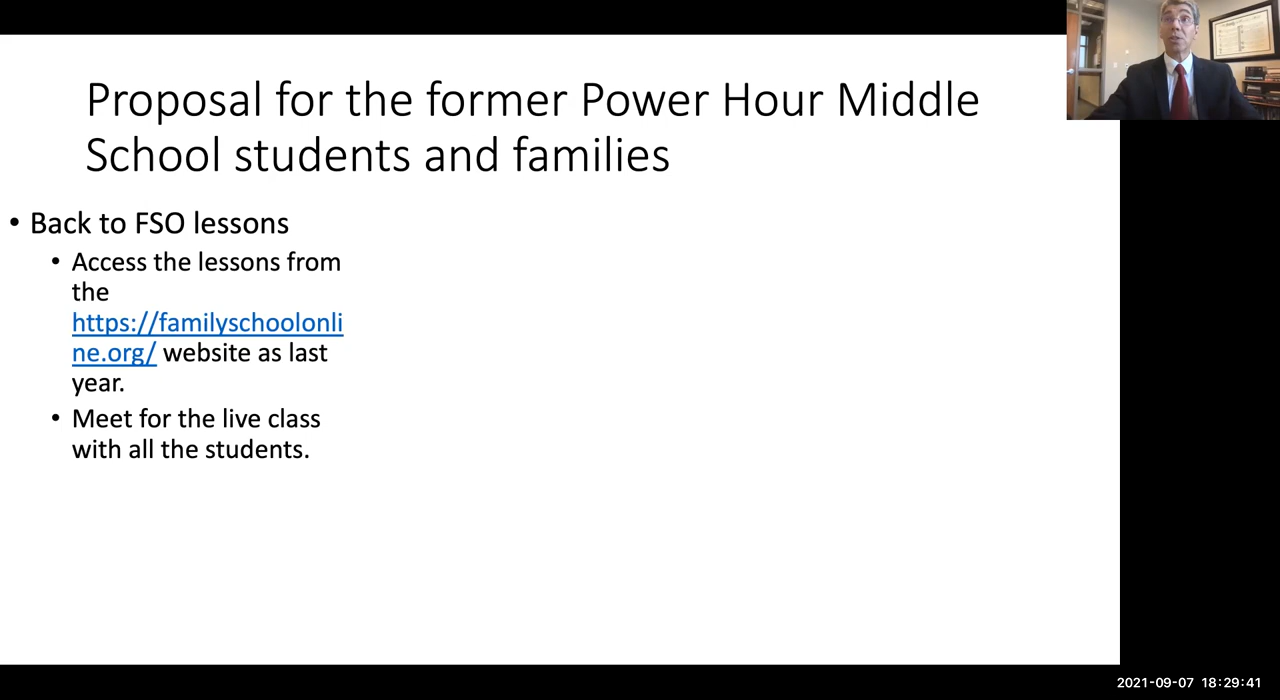 Proposal for the former Power Hour Middle
School students and families
• Back to FSO lessons
• Access the lessons from
the
https://familyschoolonli
ne.org/ website as last
year.
• Meet for the live class
with all the students.
2021-09-07 18:29:41